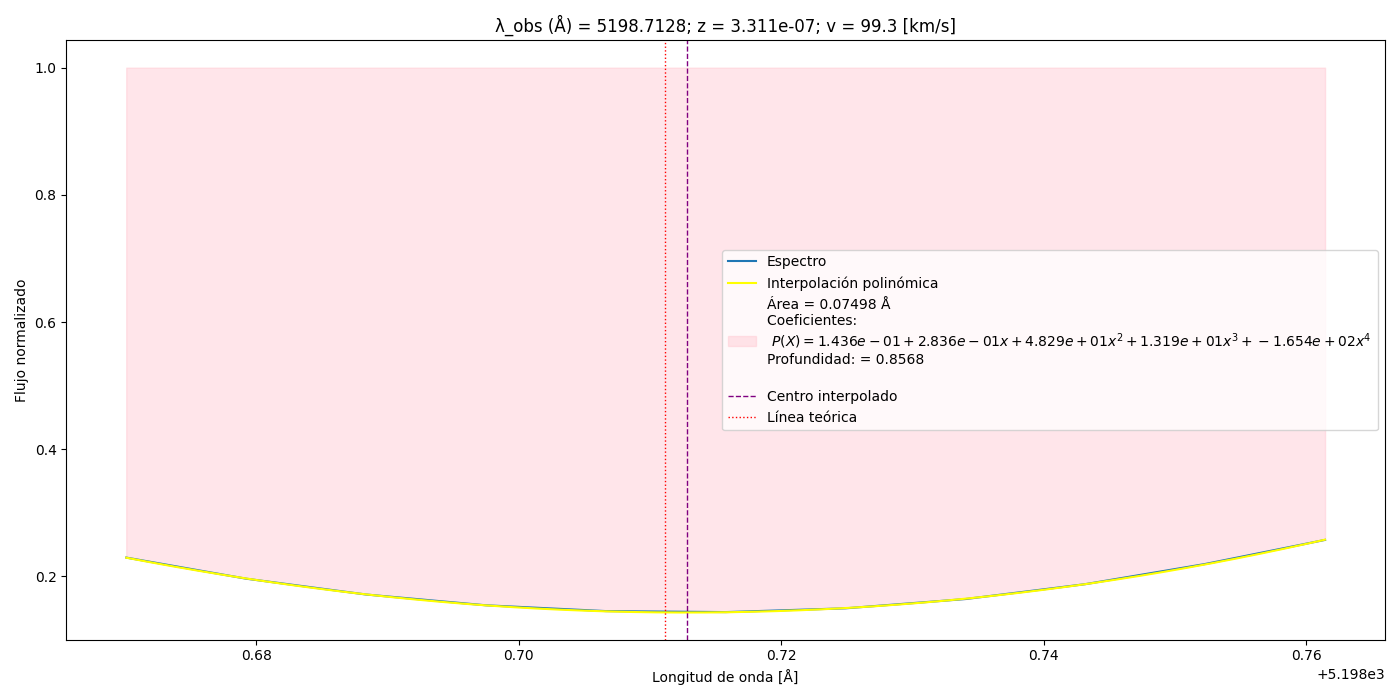 λ_obs (Å) = 5198.7128; z = 3.311e-07; v = 99.3 [km/s]
Flujo normalizado
1.0
0.8
0.6
0.4
0.2
Espectro
Interpolación polinómica
Área = 0.07498 Å
Coeficientes:
P(X) = 1.436e − 01 + 2.836e − 01x + 4.829e + 01x² + 1.319e + 01x³ + − 1.654e + 02x⁴
Profundidad: = 0.8568
Centro interpolado
Línea teórica
0.68 0.70 0.72 0.74 0.76
+5.198e3
Longitud de onda [Å]